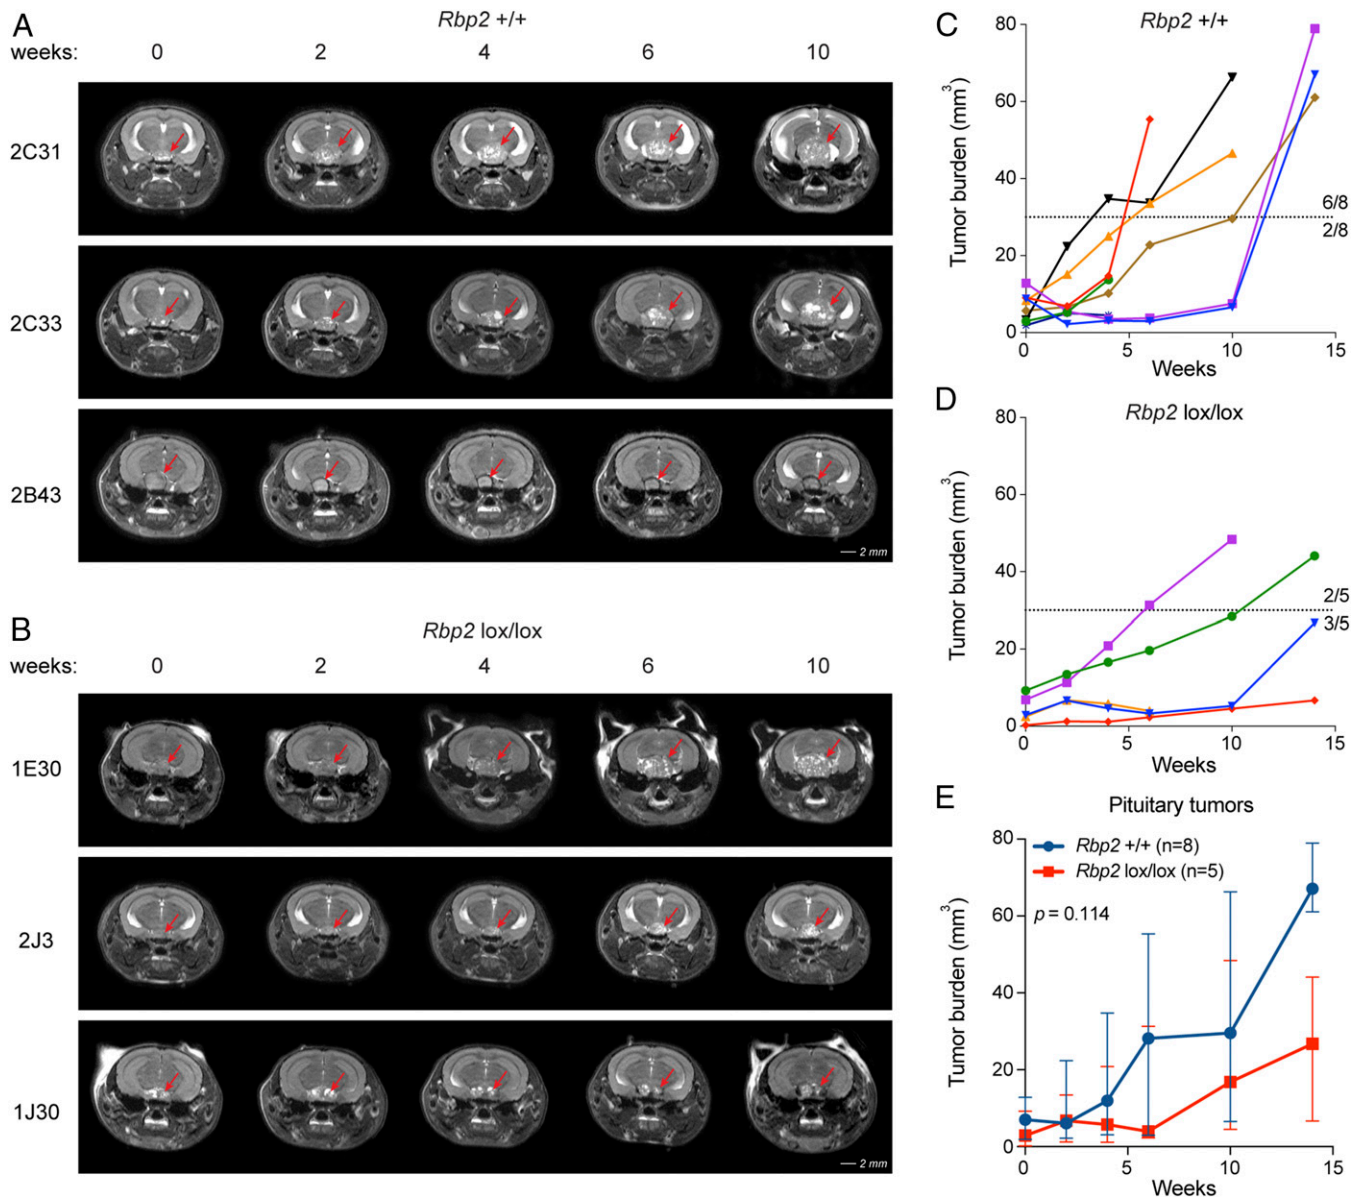 A
Rbp2 +/+
weeks: 0 2 4 6 10
2C31
2C33
2B43
2 mm
B
Rbp2 lox/lox
weeks: 0 2 4 6 10
1E30
2J3
1J30
2 mm
C
Rbp2 +/+
Tumor burden (mm3)
80
60
40
20
0
6/8
2/8
0 5 10 15
Weeks
D
Rbp2 lox/lox
Tumor burden (mm3)
80
60
40
20
0
2/5
3/5
0 5 10 15
Weeks
E
Pituitary tumors
Tumor burden (mm3)
80
60
40
20
0
Rbp2 +/+ (n=8)
Rbp2 lox/lox (n=5)
p = 0.114
0 5 10 15
Weeks